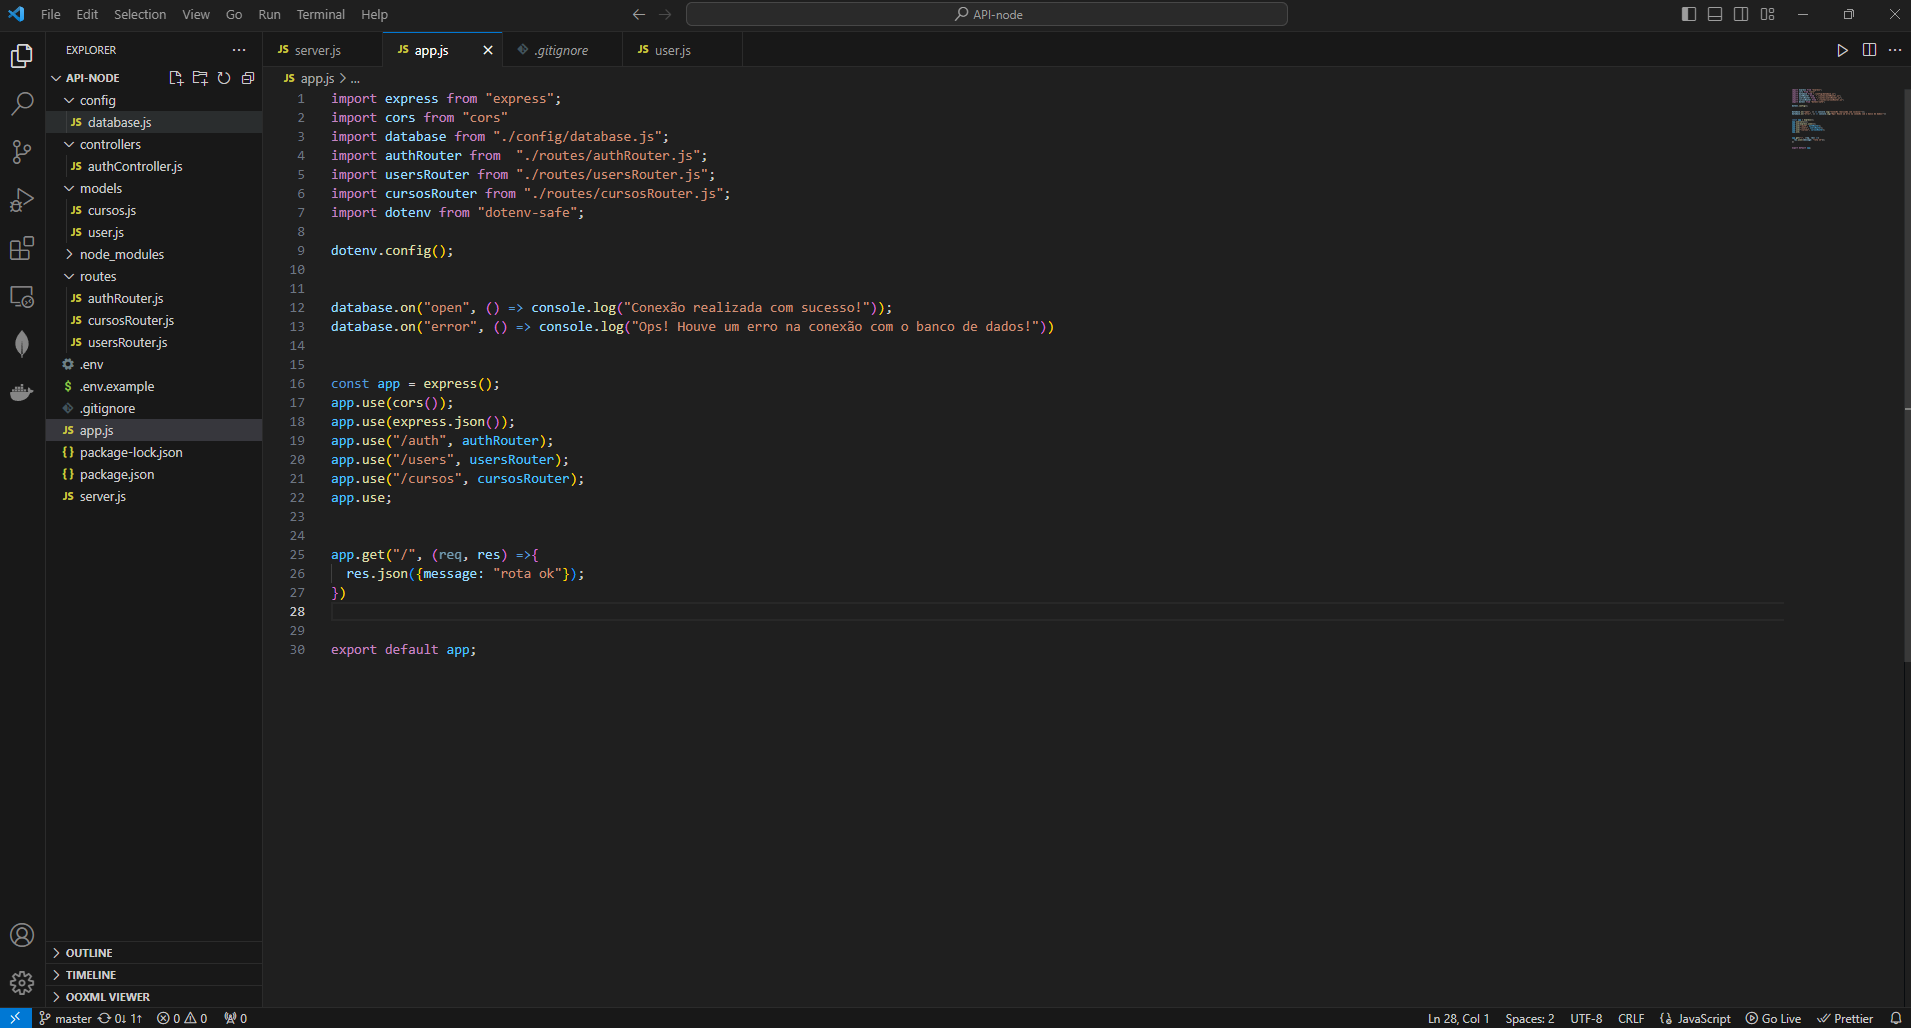 File Edit Selection View Go Run Terminal Help
API-node
EXPLORER
API-NODE
config
JS database.js
controllers
JS authController.js
models
JS cursos.js
JS user.js
node_modules
routes
JS authRouter.js
JS cursosRouter.js
JS usersRouter.js
.env
$ .env.example
.gitignore
JS app.js
{} package-lock.json
{} package.json
JS server.js
OUTLINE
TIMELINE
OOXML VIEWER
JS server.js JS app.js .gitignore JS user.js
JS app.js > ...
1 import express from "express";
2 import cors from "cors"
3 import database from "./config/database.js";
4 import authRouter from  "./routes/authRouter.js";
5 import usersRouter from "./routes/usersRouter.js";
6 import cursosRouter from "./routes/cursosRouter.js";
7 import dotenv from "dotenv-safe";
8
9 dotenv.config();
10
11
12 database.on("open", () => console.log("Conexão realizada com sucesso!"));
13 database.on("error", () => console.log("Ops! Houve um erro na conexão com o banco de dados!"))
14
15
16 const app = express();
17 app.use(cors());
18 app.use(express.json());
19 app.use("/auth", authRouter);
20 app.use("/users", usersRouter);
21 app.use("/cursos", cursosRouter);
22 app.use;
23
24
25 app.get("/", (req, res) =>{
26   res.json({message: "rota ok"});
27 })
28
29
30 export default app;
master 0↓ 1↑ 0 0 0
Ln 28, Col 1 Spaces: 2 UTF-8 CRLF {} JavaScript Go Live Prettier